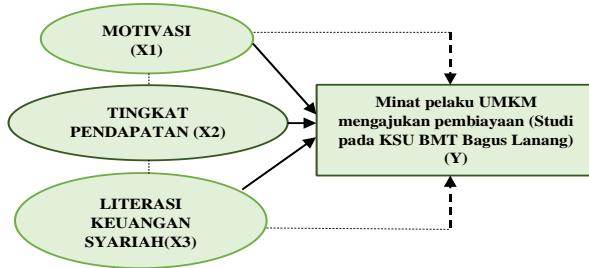 MOTIVASI
(X1)
TINGKAT
PENDAPATAN (X2)
LITERASI
KEUANGAN
SYARIAH(X3)
Minat pelaku UMKM
mengajukan pembiayaan (Studi
pada KSU BMT Bagus Lanang)
(Y)